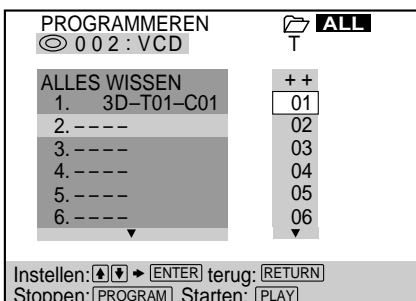 PROGRAMMEREN ALL
002:VCD T
ALLES WISSEN ++
1. 3D–T01–C01 01
2. – – – – 02
3. – – – – 03
4. – – – – 04
5. – – – – 05
6. – – – – 06
Instellen: ENTER terug: RETURN
Stoppen: PROGRAM Starten: PLAY